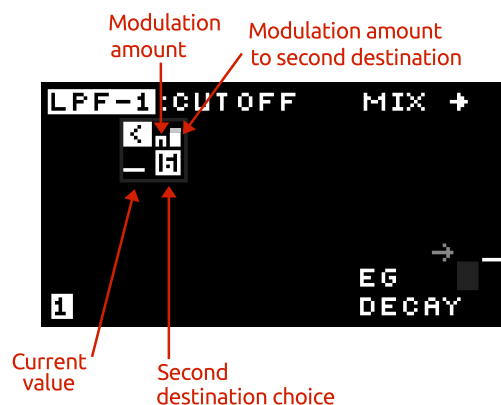 Modulation
amount
Modulation amount
to second destination
LPF-1:CUTOFF MIX →
<
EG
1 DECAY
Current
value
Second
destination choice